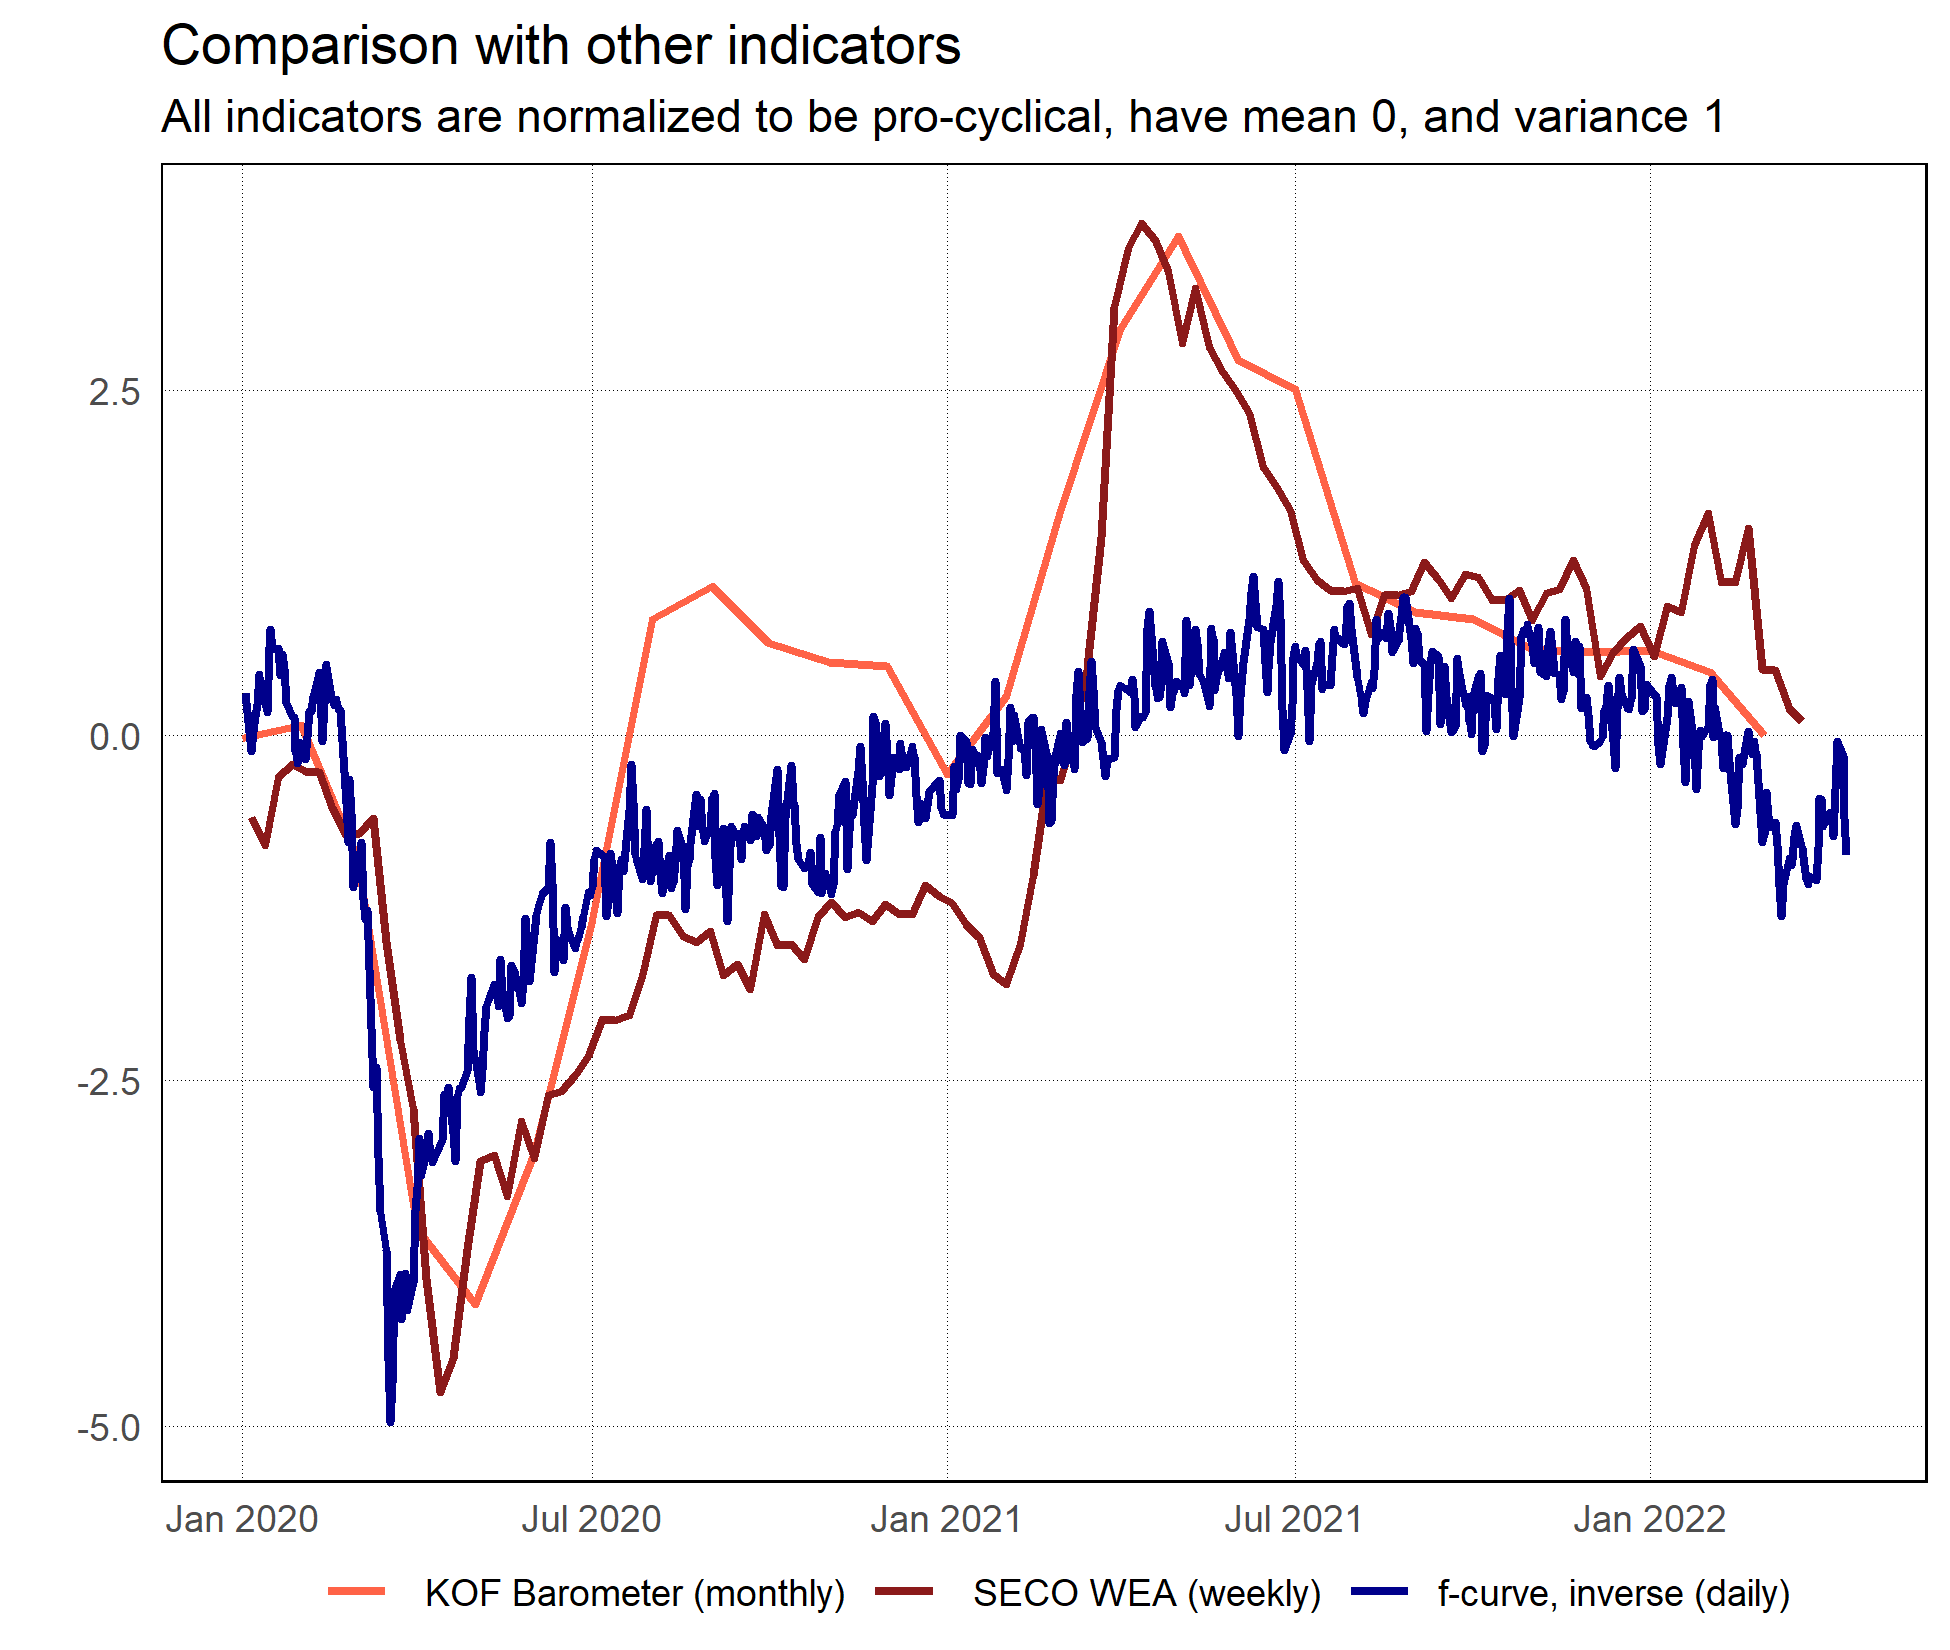 Comparison with other indicators
All indicators are normalized to be pro-cyclical, have mean 0, and variance 1
2.5
0.0
-2.5
-5.0
Jan 2020 Jul 2020 Jan 2021 Jul 2021 Jan 2022
KOF Barometer (monthly) SECO WEA (weekly) f-curve, inverse (daily)